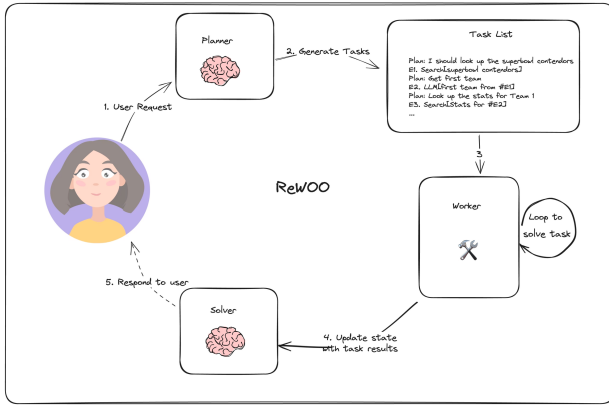 Planner
2. Generate Tasks
Task List
Plan: I should look up the superbowl contendors
E1. Search[superbowl contendors]
Plan: Get first team
E2. LLM[first team from #E1]
Plan: Look up the stats for Team 1
E3. Search[Stats for #E2]
...
1. User Request
3
ReWOO
Worker
Loop to
solve task
5. Respond to user
Solver
4. Update state
with task results